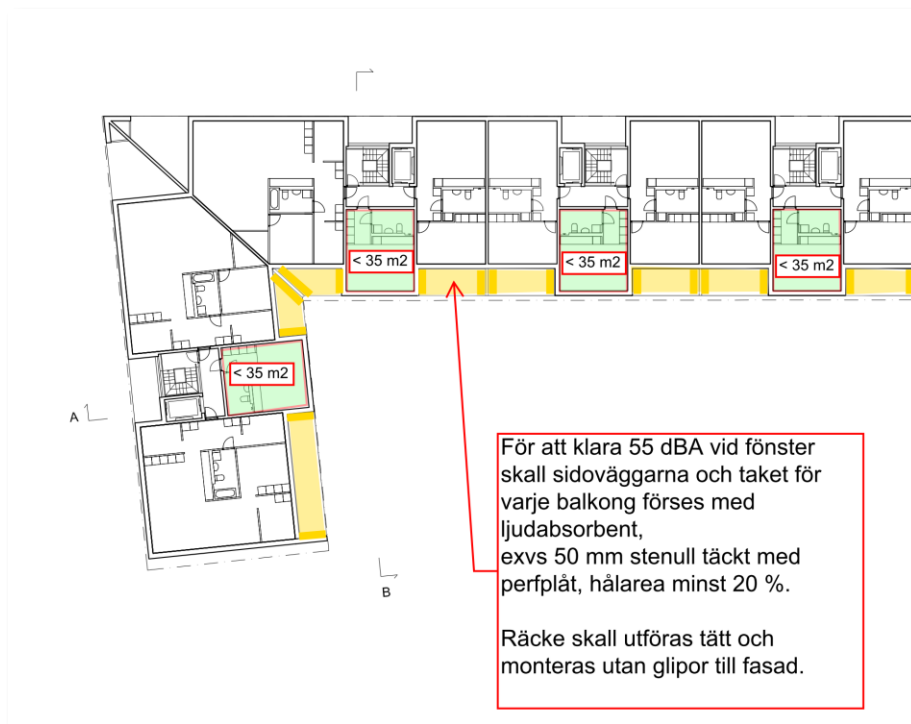 < 35 m2
< 35 m2
< 35 m2
< 35 m2
A
B
För att klara 55 dBA vid fönster
skall sidoväggarna och taket för
varje balkong förses med
ljudabsorbent,
exvs 50 mm stenull täckt med
perfplåt, hålarea minst 20 %.
Räcke skall utföras tätt och
monteras utan glipor till fasad.